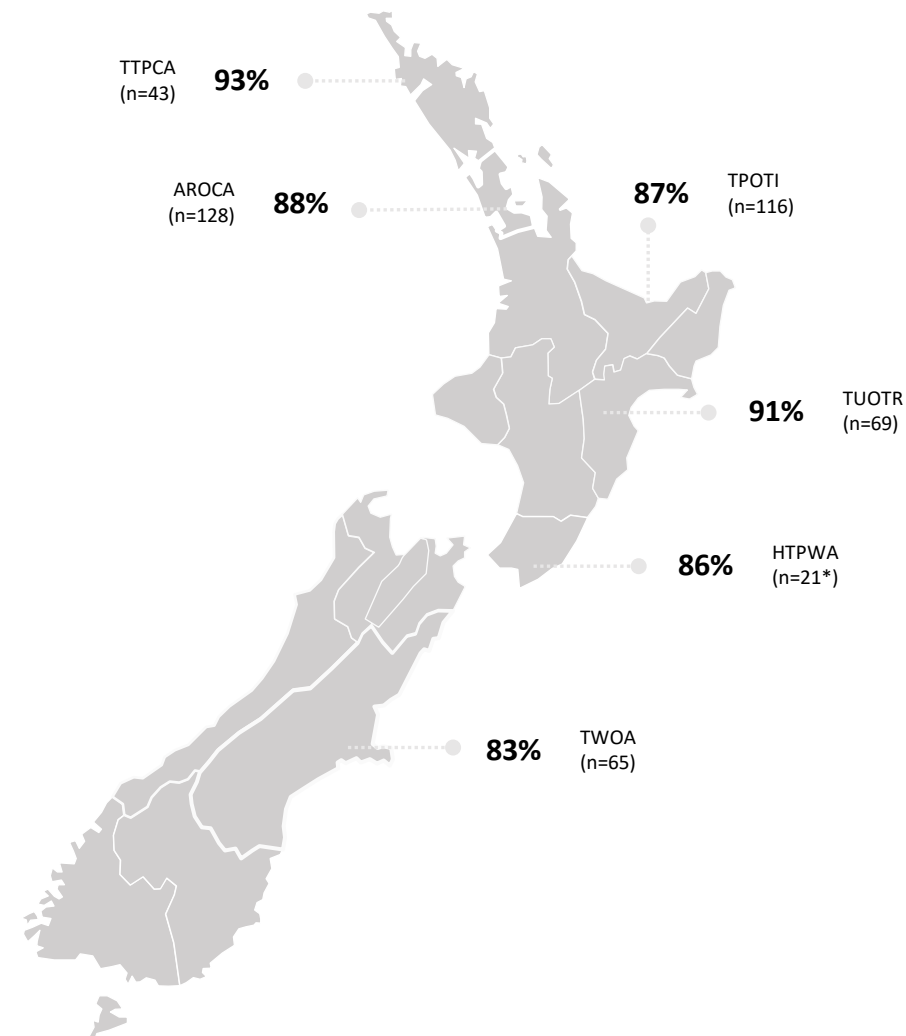 TTPCA
(n=43)
93%
AROCA
(n=128)
88%
87%
TPOTI
(n=116)
91%
TUOTR
(n=69)
86%
HTPWA
(n=21*)
83%
TWOA
(n=65)